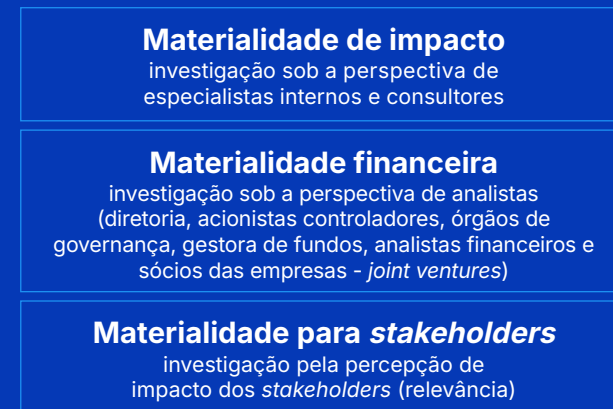 Materialidade de impacto
investigação sob a perspectiva de
especialistas internos e consultores
Materialidade financeira
investigação sob a perspectiva de analistas
(diretoria, acionistas controladores, órgãos de
governança, gestora de fundos, analistas financeiros e
sócios das empresas - joint ventures)
Materialidade para stakeholders
investigação pela percepção de
impacto dos stakeholders (relevância)